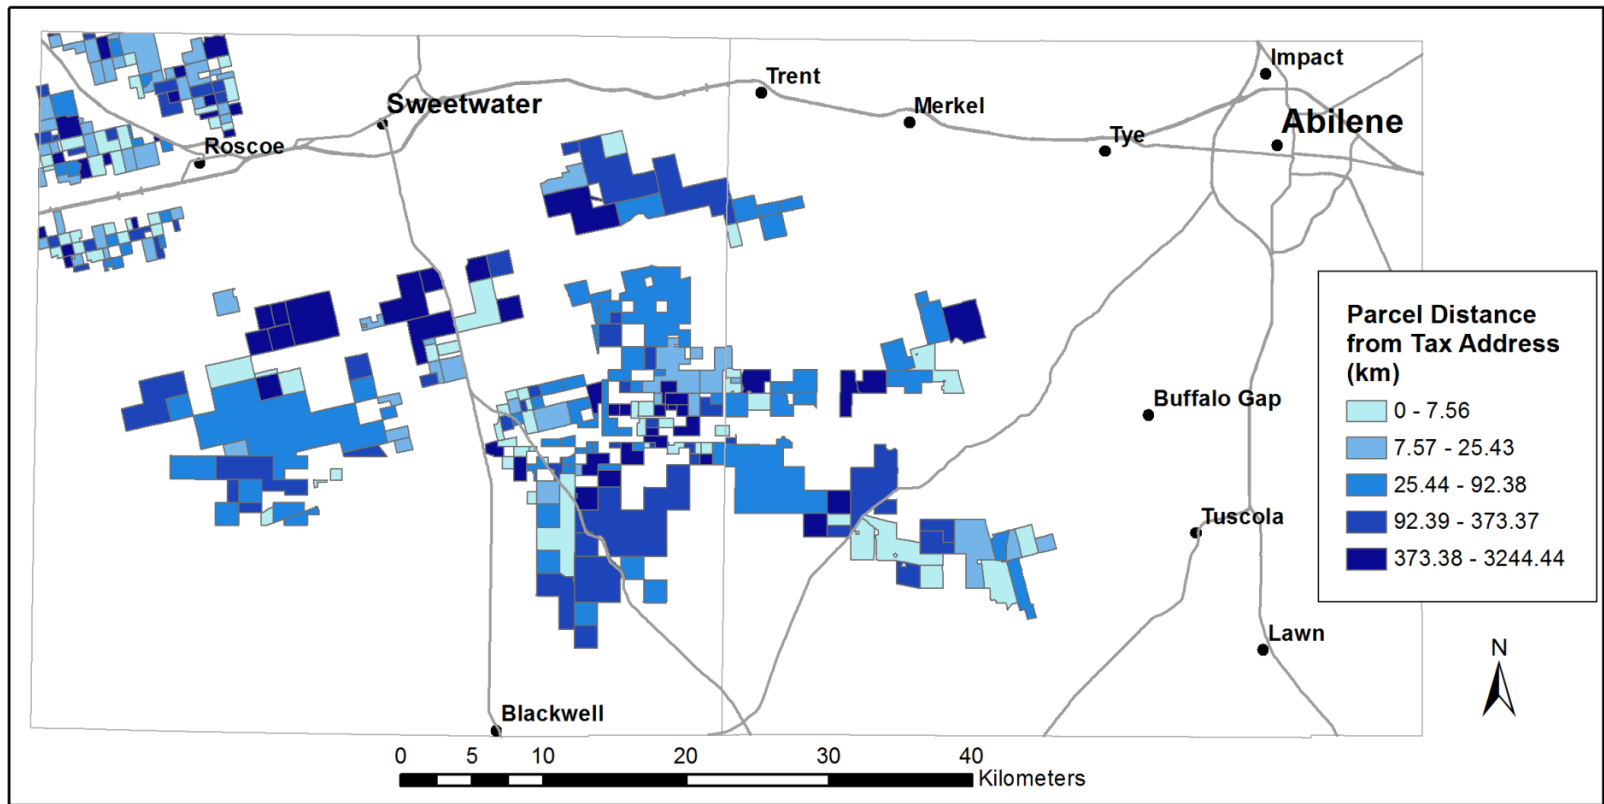 Impact
Trent
Sweetwater
Merkel
Abilene
Tye
Roscoe
Parcel Distance
from Tax Address
(km)
0 - 7.56
7.57 - 25.43
25.44 - 92.38
92.39 - 373.37
373.38 - 3244.44
Buffalo Gap
Tuscola
Lawn
N
Blackwell
0 5 10 20 30 40
Kilometers